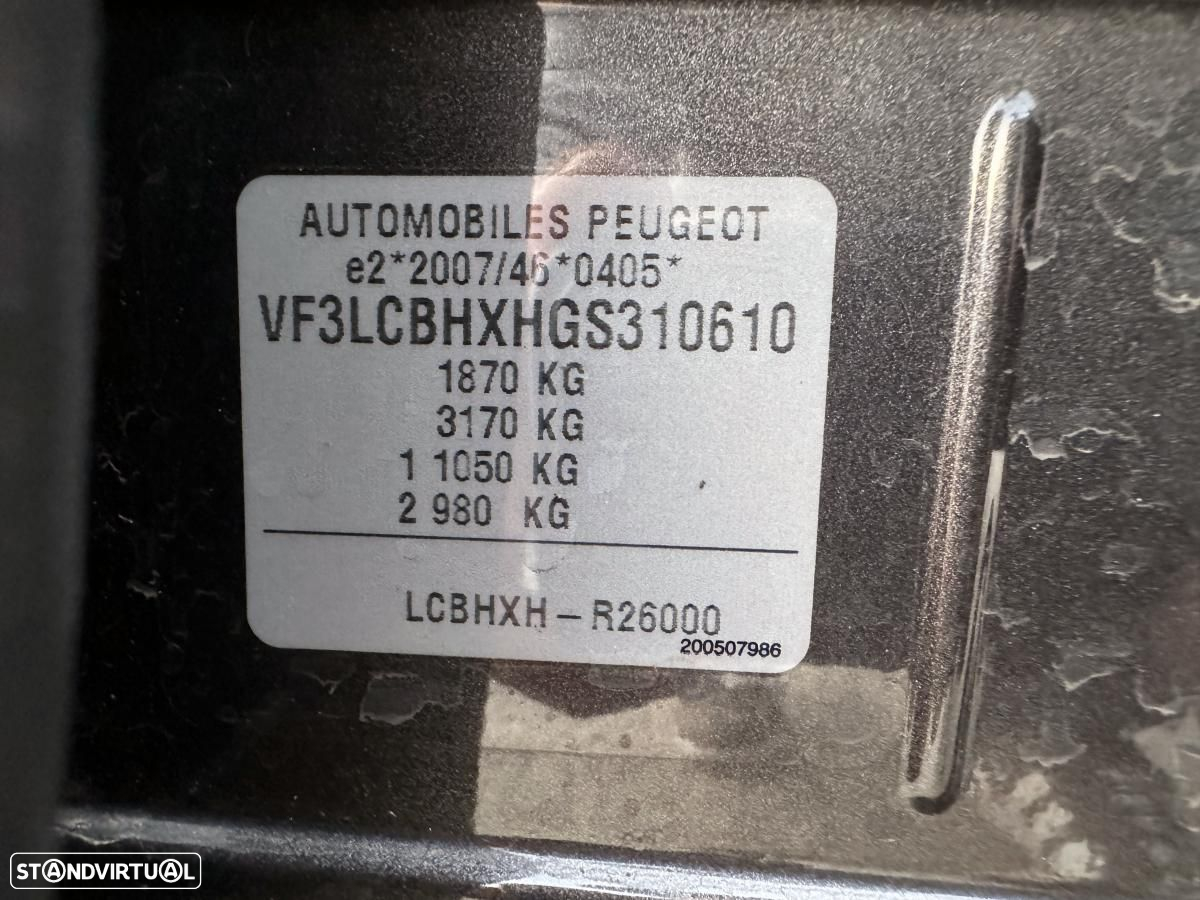 AUTOMOBILES PEUGEOT
e2*2007/46*0405*
VF3LCBHXHGS310610
1870 KG
3170 KG
1 1050 KG
2 980 KG
LCBHXH - R26000
200507986
STANDVIRTUAL